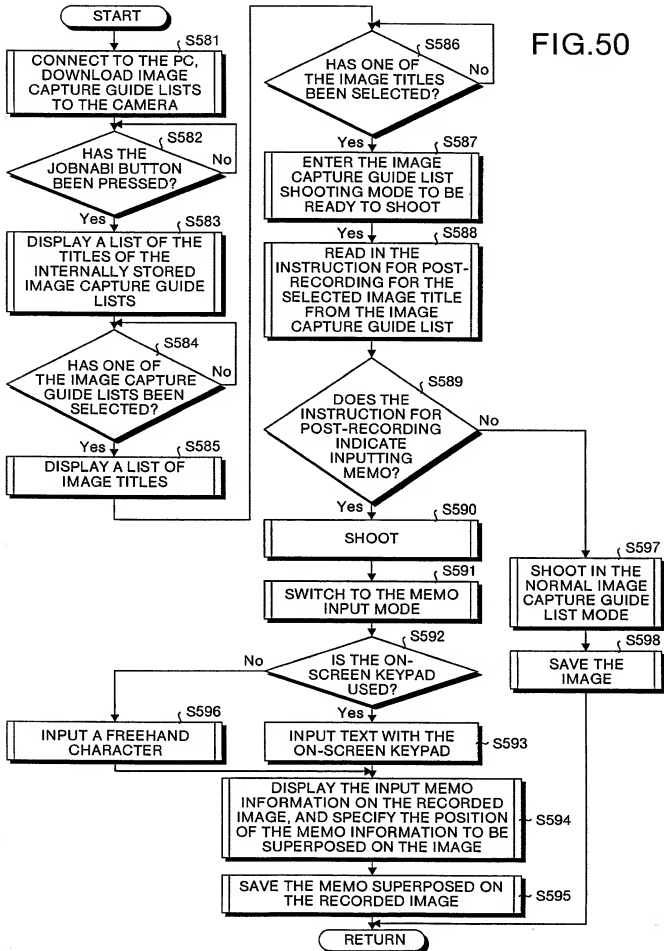 FIG.50
START
S581
CONNECT TO THE PC,
DOWNLOAD IMAGE
CAPTURE GUIDE LISTS
TO THE CAMERA
S582
HAS THE
JOBNABI BUTTON
BEEN PRESSED?
No
Yes
S583
DISPLAY A LIST OF THE
TITLES OF THE
INTERNALLY STORED
IMAGE CAPTURE GUIDE
LISTS
S584
HAS ONE OF
THE IMAGE CAPTURE
GUIDE LISTS BEEN
SELECTED?
No
Yes
S585
DISPLAY A LIST OF
IMAGE TITLES
S586
HAS ONE OF
THE IMAGE TITLES
BEEN SELECTED?
No
Yes
S587
ENTER THE IMAGE
CAPTURE GUIDE LIST
SHOOTING MODE TO BE
READY TO SHOOT
Yes
S588
READ IN THE
INSTRUCTION FOR POST-
RECORDING FOR THE
SELECTED IMAGE TITLE
FROM THE IMAGE
CAPTURE GUIDE LIST
S589
DOES THE
INSTRUCTION FOR
POST-RECORDING
INDICATE
INPUTTING
MEMO?
No
Yes
S590
SHOOT
S591
SWITCH TO THE MEMO
INPUT MODE
S592
IS THE ON-
SCREEN KEYPAD
USED?
No
Yes
S596
INPUT A FREEHAND
CHARACTER
INPUT TEXT WITH THE
ON-SCREEN KEYPAD
S593
S597
SHOOT IN THE
NORMAL IMAGE
CAPTURE GUIDE
LIST MODE
S598
SAVE THE
IMAGE
DISPLAY THE INPUT MEMO
INFORMATION ON THE RECORDED
IMAGE, AND SPECIFY THE POSITION
OF THE MEMO INFORMATION TO BE
SUPERPOSED ON THE IMAGE
S594
SAVE THE MEMO SUPERPOSED ON
THE RECORDED IMAGE
S595
RETURN